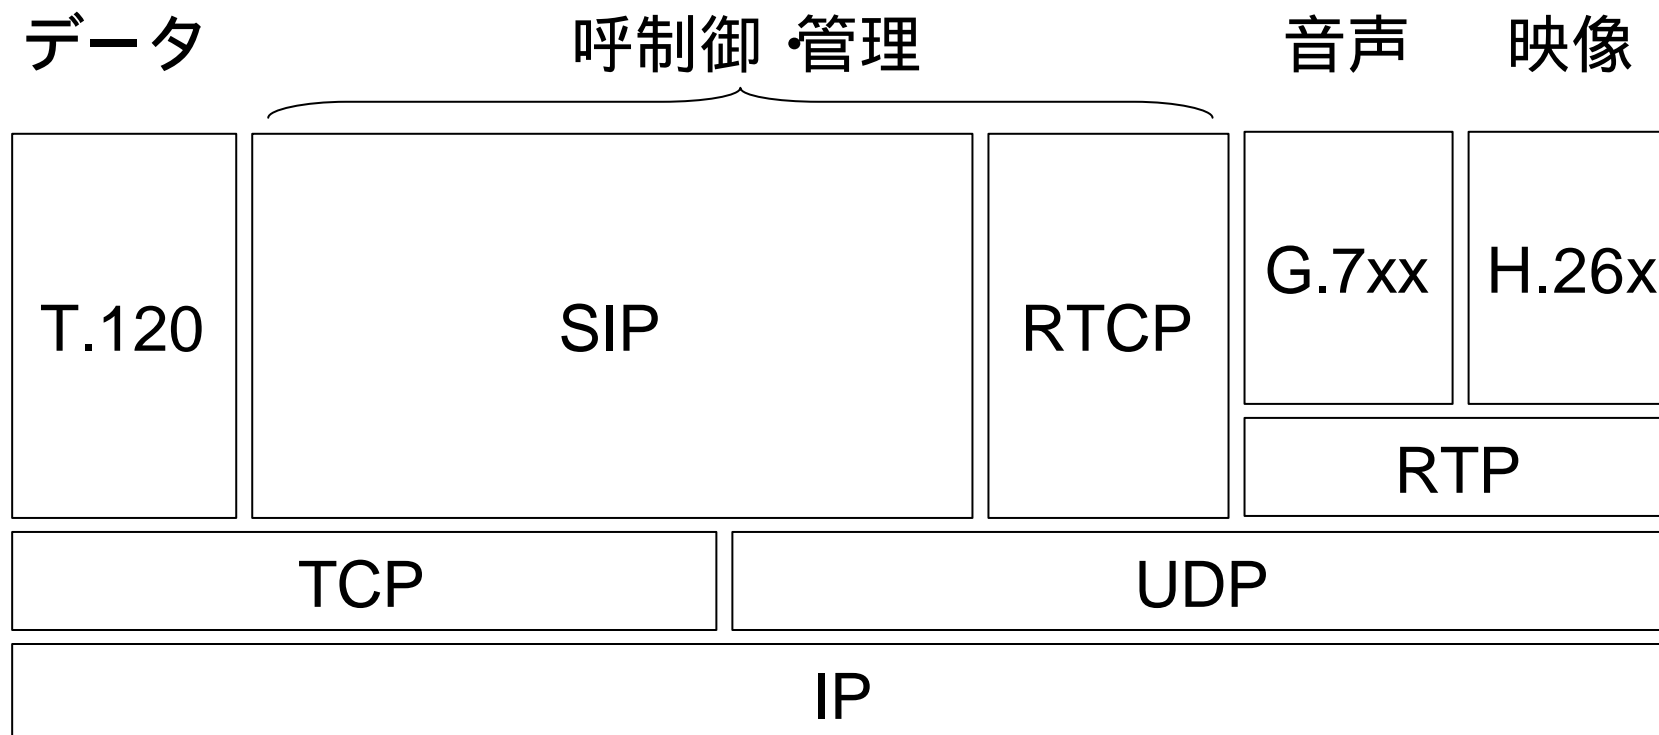 データ 呼制御・管理 音声 映像
G.7xx H.26x
T.120 SIP RTCP
RTP
TCP UDP
IP